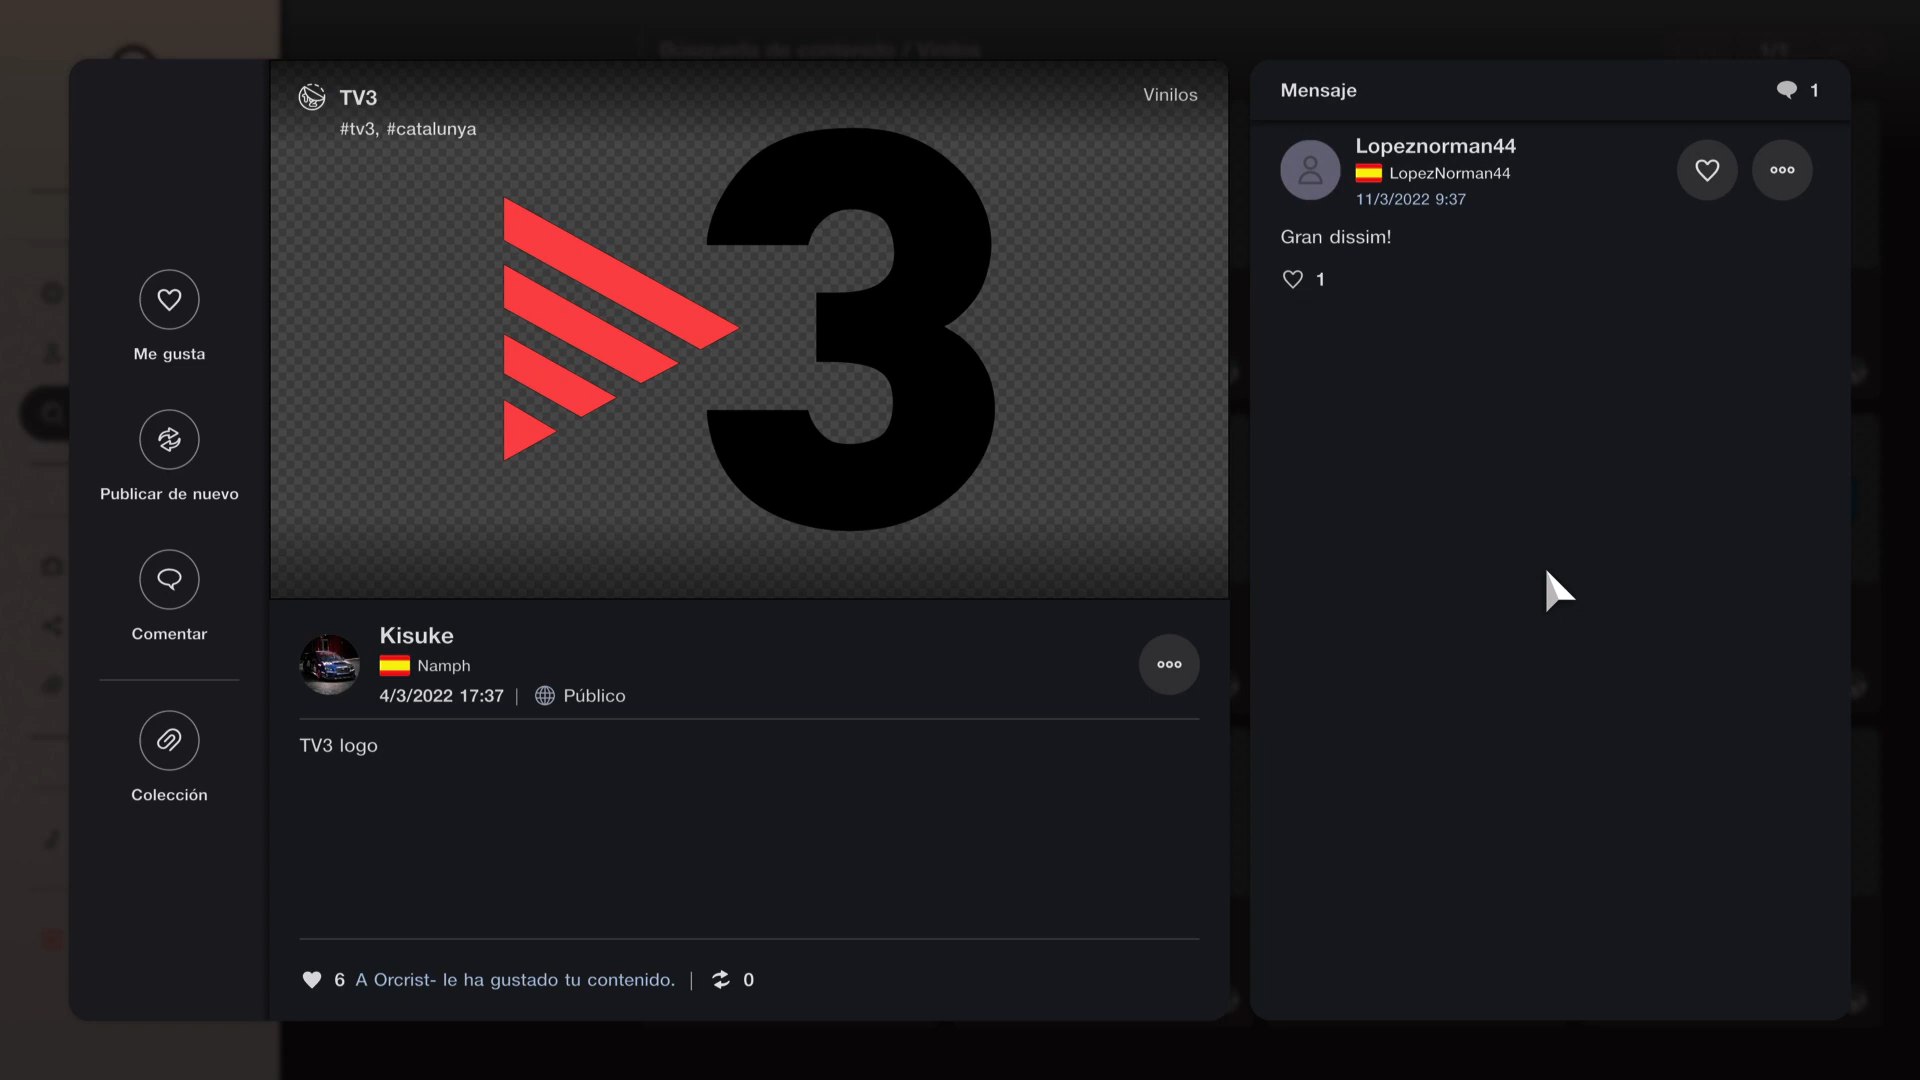 TV3
#tv3, #catalunya
Vinilos
3
Me gusta
Publicar de nuevo
Comentar
Colección
Kisuke
Namph
4/3/2022 17:37 | Público
TV3 logo
6 A Orcrist- le ha gustado tu contenido. | 0
Mensaje
1
Lopeznorman44
LopezNorman44
11/3/2022 9:37
Gran dissim!
1